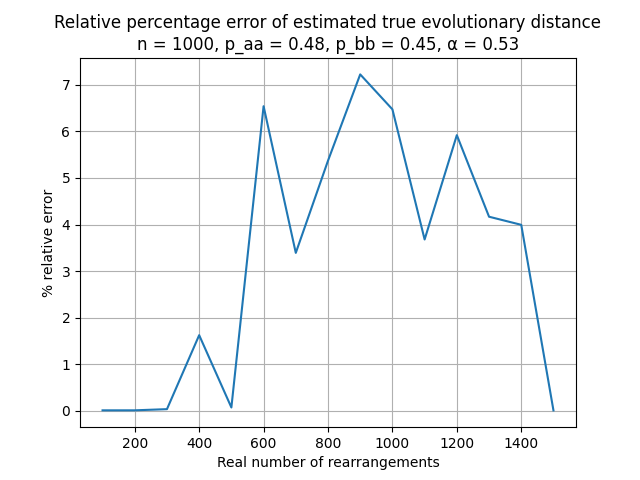 Relative percentage error of estimated true evolutionary distance
n = 1000, p_aa = 0.48, p_bb = 0.45, α = 0.53
% relative error
7
6
5
4
3
2
1
0
200 400 600 800 1000 1200 1400
Real number of rearrangements